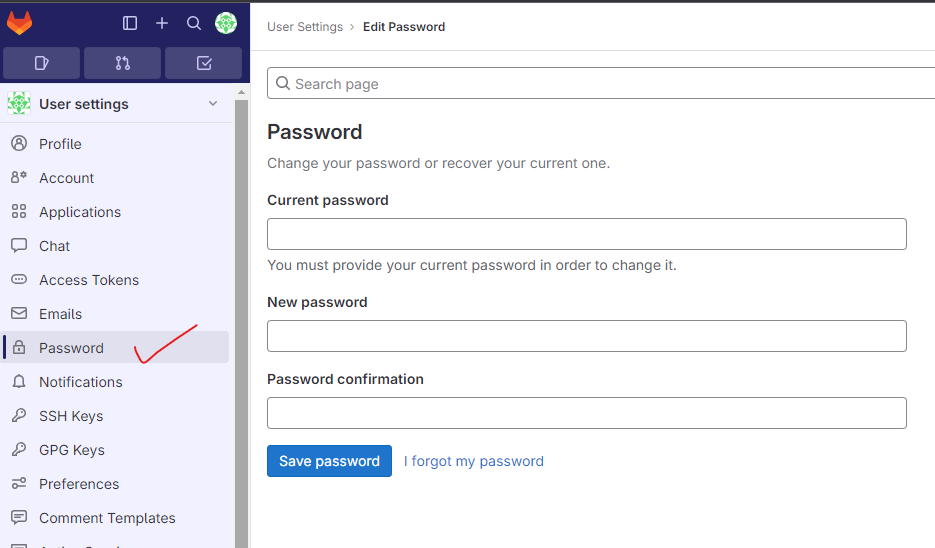 User Settings › Edit Password
User settings
Profile
Account
Applications
Chat
Access Tokens
Emails
Password
Notifications
SSH Keys
GPG Keys
Preferences
Comment Templates
Search page
Password
Change your password or recover your current one.
Current password
You must provide your current password in order to change it.
New password
Password confirmation
Save password
I forgot my password